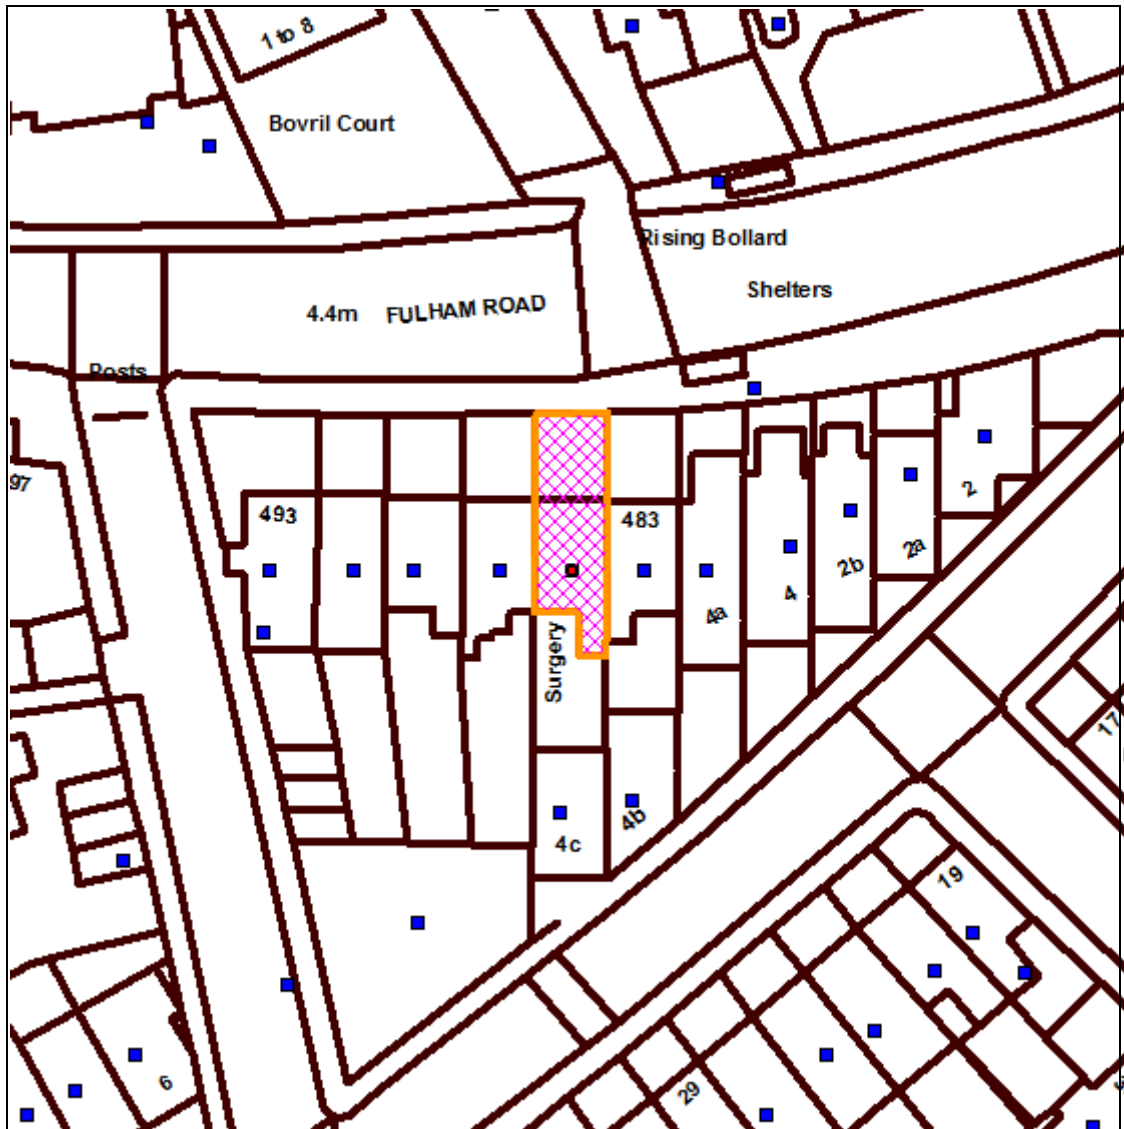 1 to 8
Bovril Court
Rising Bollard
Shelters
4.4m FULHAM ROAD
Posts
97
493
483
2
2a
2b
4
4a
Surgery
17
4b
4c
19
6
29